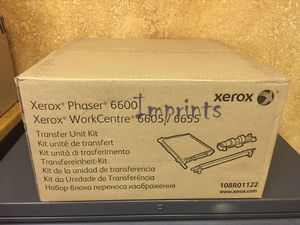 Xerox® Phaser® 6600
Xerox® WorkCentre® 6605/ 6655
xerox
Imprints
Transfer Unit Kit
Kit unité de transfert
Kit unità di trasferimento
Transfereinheit-Kit
Kit de la unidad de transferencia
Kit da Unidade de Transferência
Набор блока переноса изображения
108R01122
www.xerox.com